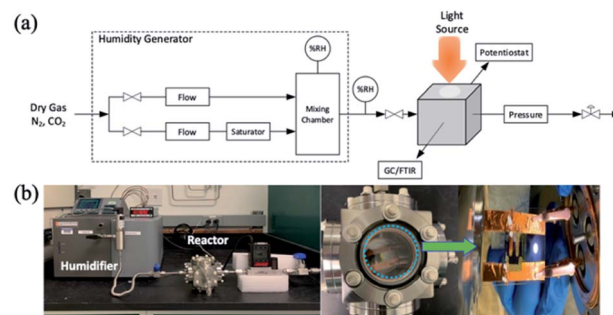 (a)
Humidity Generator
Light
Source
%RH
Potentiostat
%RH
Dry Gas
N₂, CO₂
Flow
Mixing
Chamber
Pressure
Flow
Saturator
GC/FTIR
(b)
Reactor
Humidifier